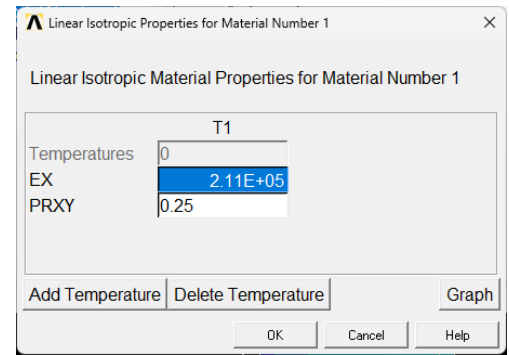 Linear Isotropic Properties for Material Number 1
Linear Isotropic Material Properties for Material Number 1
T1
Temperatures 0
EX 2.11E+05
PRXY 0.25
Add Temperature Delete Temperature Graph
OK Cancel Help